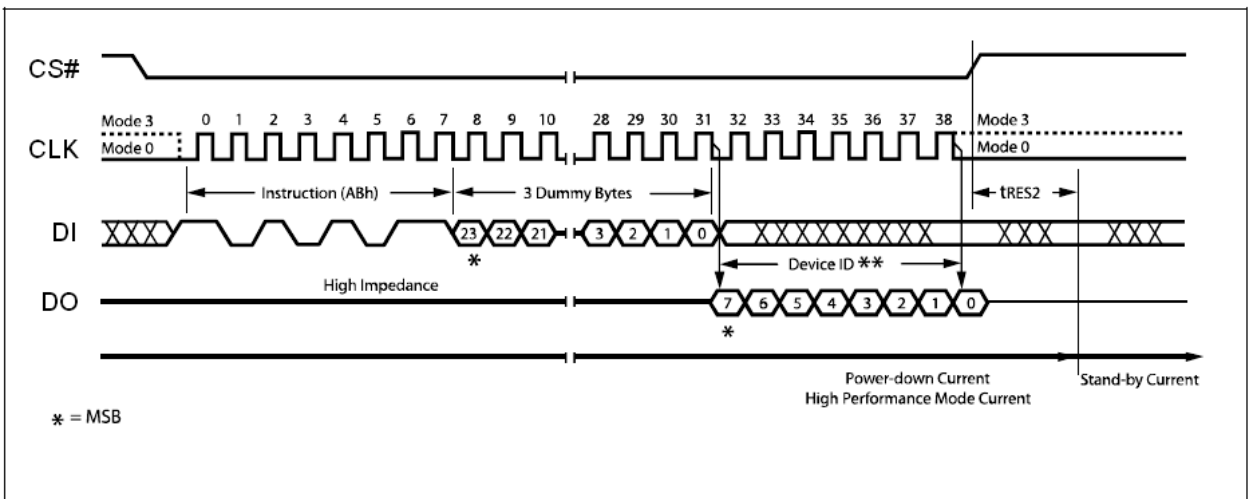 CS#
Mode 3 0 1 2 3 4 5 6 7 8 9 10 28 29 30 31 32 33 34 35 36 37 38 Mode 3
CLK
Mode 0 Mode 0
Instruction (ABh) 3 Dummy Bytes tRES2
DI 23 22 21 3 2 1 0
* Device ID **
High Impedance
DO 7 6 5 4 3 2 1 0
*
Power-down Current Stand-by Current
High Performance Mode Current
* = MSB